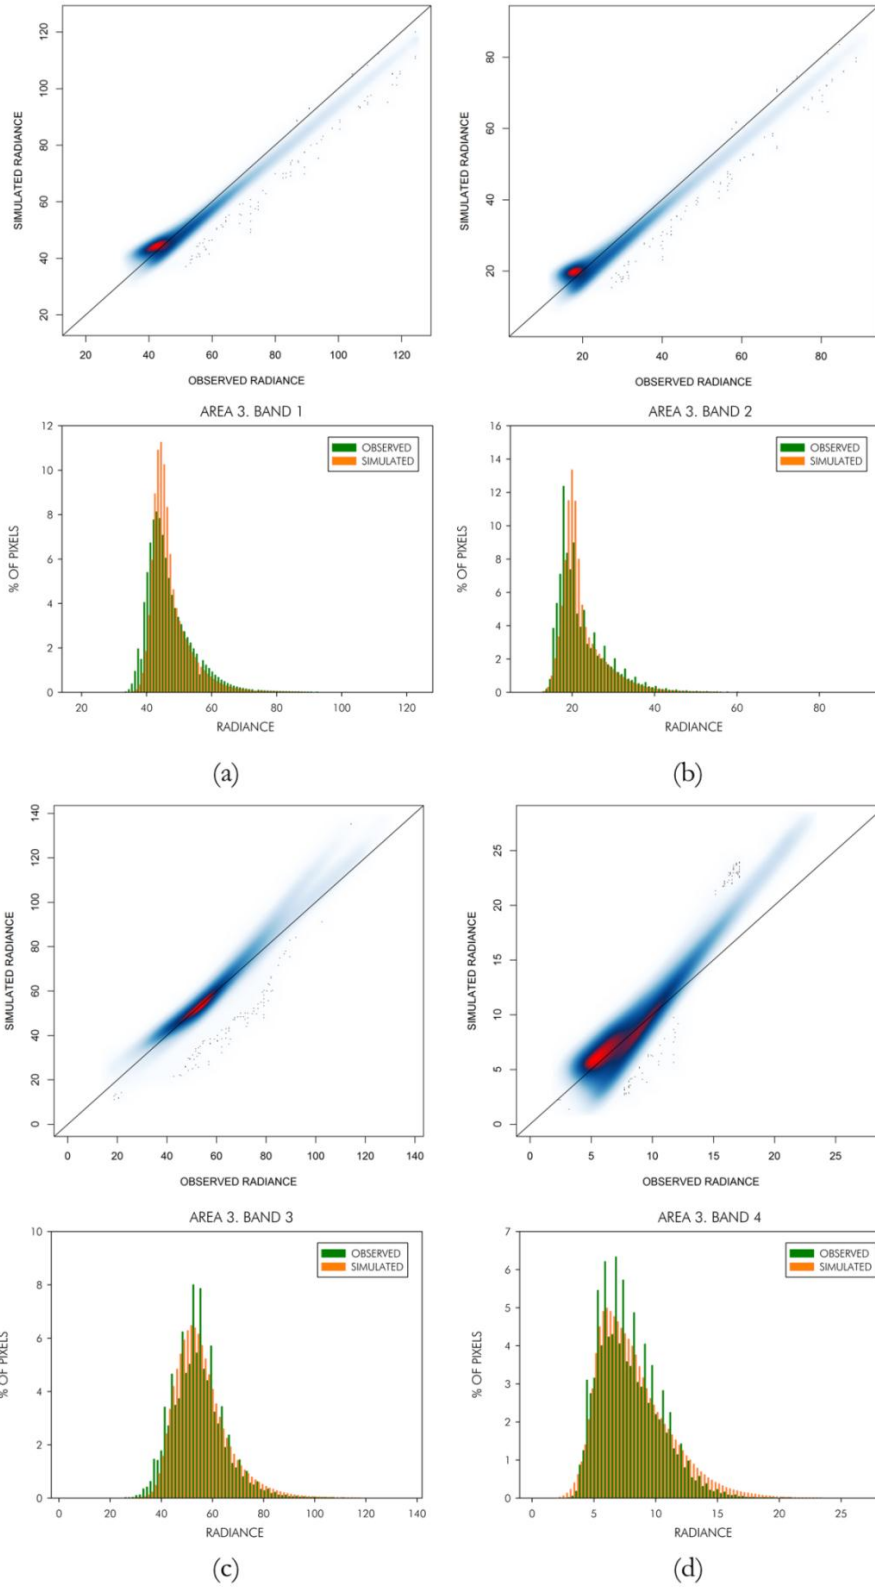 120
100
80
60
40
20
SIMULATED RADIANCE
20 40 60 80 100 120
OBSERVED RADIANCE
80
60
40
20
SIMULATED RADIANCE
20 40 60 80
OBSERVED RADIANCE
AREA 3. BAND 1
12
10
8
6
4
2
0
% OF PIXELS
OBSERVED
SIMULATED
20 40 60 80 100 120
RADIANCE
AREA 3. BAND 2
16
14
12
10
8
6
4
2
0
% OF PIXELS
OBSERVED
SIMULATED
20 40 60 80
RADIANCE
(a)
(b)
140
120
100
80
60
40
20
0
SIMULATED RADIANCE
0 20 40 60 80 100 120 140
OBSERVED RADIANCE
25
20
15
10
5
0
SIMULATED RADIANCE
0 5 10 15 20 25
OBSERVED RADIANCE
AREA 3. BAND 3
10
8
6
4
2
0
% OF PIXELS
OBSERVED
SIMULATED
0 20 40 60 80 100 120 140
RADIANCE
AREA 3. BAND 4
7
6
5
4
3
2
1
0
% OF PIXELS
OBSERVED
SIMULATED
0 5 10 15 20 25
RADIANCE
(c)
(d)